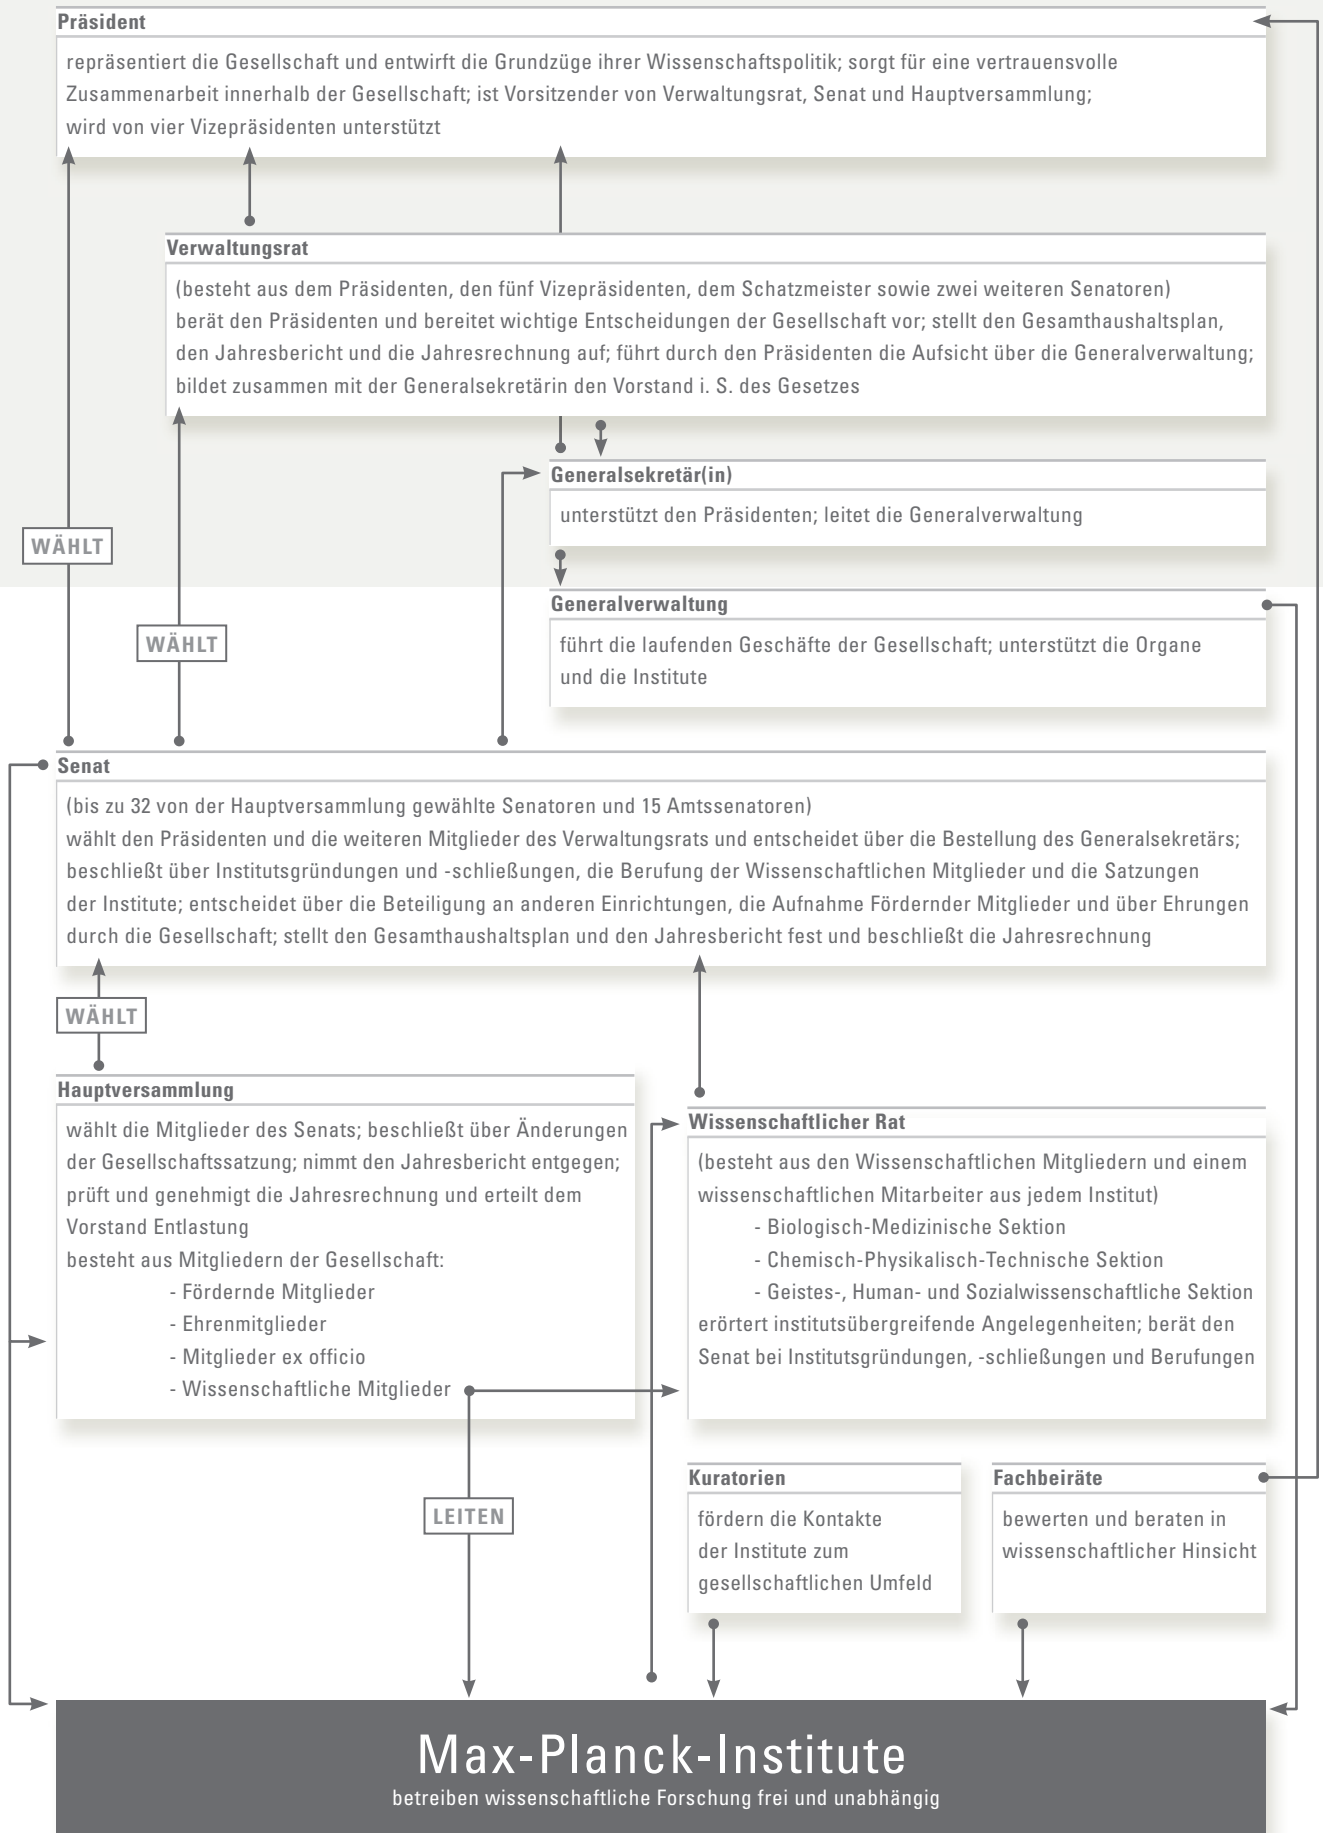 Präsident
repräsentiert die Gesellschaft und entwirft die Grundzüge ihrer Wissenschaftspolitik; sorgt für eine vertrauensvolle
Zusammenarbeit innerhalb der Gesellschaft; ist Vorsitzender von Verwaltungsrat, Senat und Hauptversammlung;
wird von vier Vizepräsidenten unterstützt
Verwaltungsrat
(besteht aus dem Präsidenten, den fünf Vizepräsidenten, dem Schatzmeister sowie zwei weiteren Senatoren)
berät den Präsidenten und bereitet wichtige Entscheidungen der Gesellschaft vor; stellt den Gesamthaushaltsplan,
den Jahresbericht und die Jahresrechnung auf; führt durch den Präsidenten die Aufsicht über die Generalverwaltung;
bildet zusammen mit der Generalsekretärin den Vorstand i. S. des Gesetzes
Generalsekretär(in)
unterstützt den Präsidenten; leitet die Generalverwaltung
WÄHLT
Generalverwaltung
führt die laufenden Geschäfte der Gesellschaft; unterstützt die Organe
und die Institute
WÄHLT
Senat
(bis zu 32 von der Hauptversammlung gewählte Senatoren und 15 Amtssenatoren)
wählt den Präsidenten und die weiteren Mitglieder des Verwaltungsrats und entscheidet über die Bestellung des Generalsekretärs;
beschließt über Institutsgründungen und -schließungen, die Berufung der Wissenschaftlichen Mitglieder und die Satzungen
der Institute; entscheidet über die Beteiligung an anderen Einrichtungen, die Aufnahme Fördernder Mitglieder und über Ehrungen
durch die Gesellschaft; stellt den Gesamthaushaltsplan und den Jahresbericht fest und beschließt die Jahresrechnung
WÄHLT
Hauptversammlung
wählt die Mitglieder des Senats; beschließt über Änderungen
der Gesellschaftssatzung; nimmt den Jahresbericht entgegen;
prüft und genehmigt die Jahresrechnung und erteilt dem
Vorstand Entlastung
besteht aus Mitgliedern der Gesellschaft:
- Fördernde Mitglieder
- Ehrenmitglieder
- Mitglieder ex officio
- Wissenschaftliche Mitglieder
Wissenschaftlicher Rat
(besteht aus den Wissenschaftlichen Mitgliedern und einem
wissenschaftlichen Mitarbeiter aus jedem Institut)
- Biologisch-Medizinische Sektion
- Chemisch-Physikalisch-Technische Sektion
- Geistes-, Human- und Sozialwissenschaftliche Sektion
erörtert institutsübergreifende Angelegenheiten; berät den
Senat bei Institutsgründungen, -schließungen und Berufungen
LEITEN
Kuratorien
fördern die Kontakte
der Institute zum
gesellschaftlichen Umfeld
Fachbeiräte
bewerten und beraten in
wissenschaftlicher Hinsicht
Max-Planck-Institute
betreiben wissenschaftliche Forschung frei und unabhängig